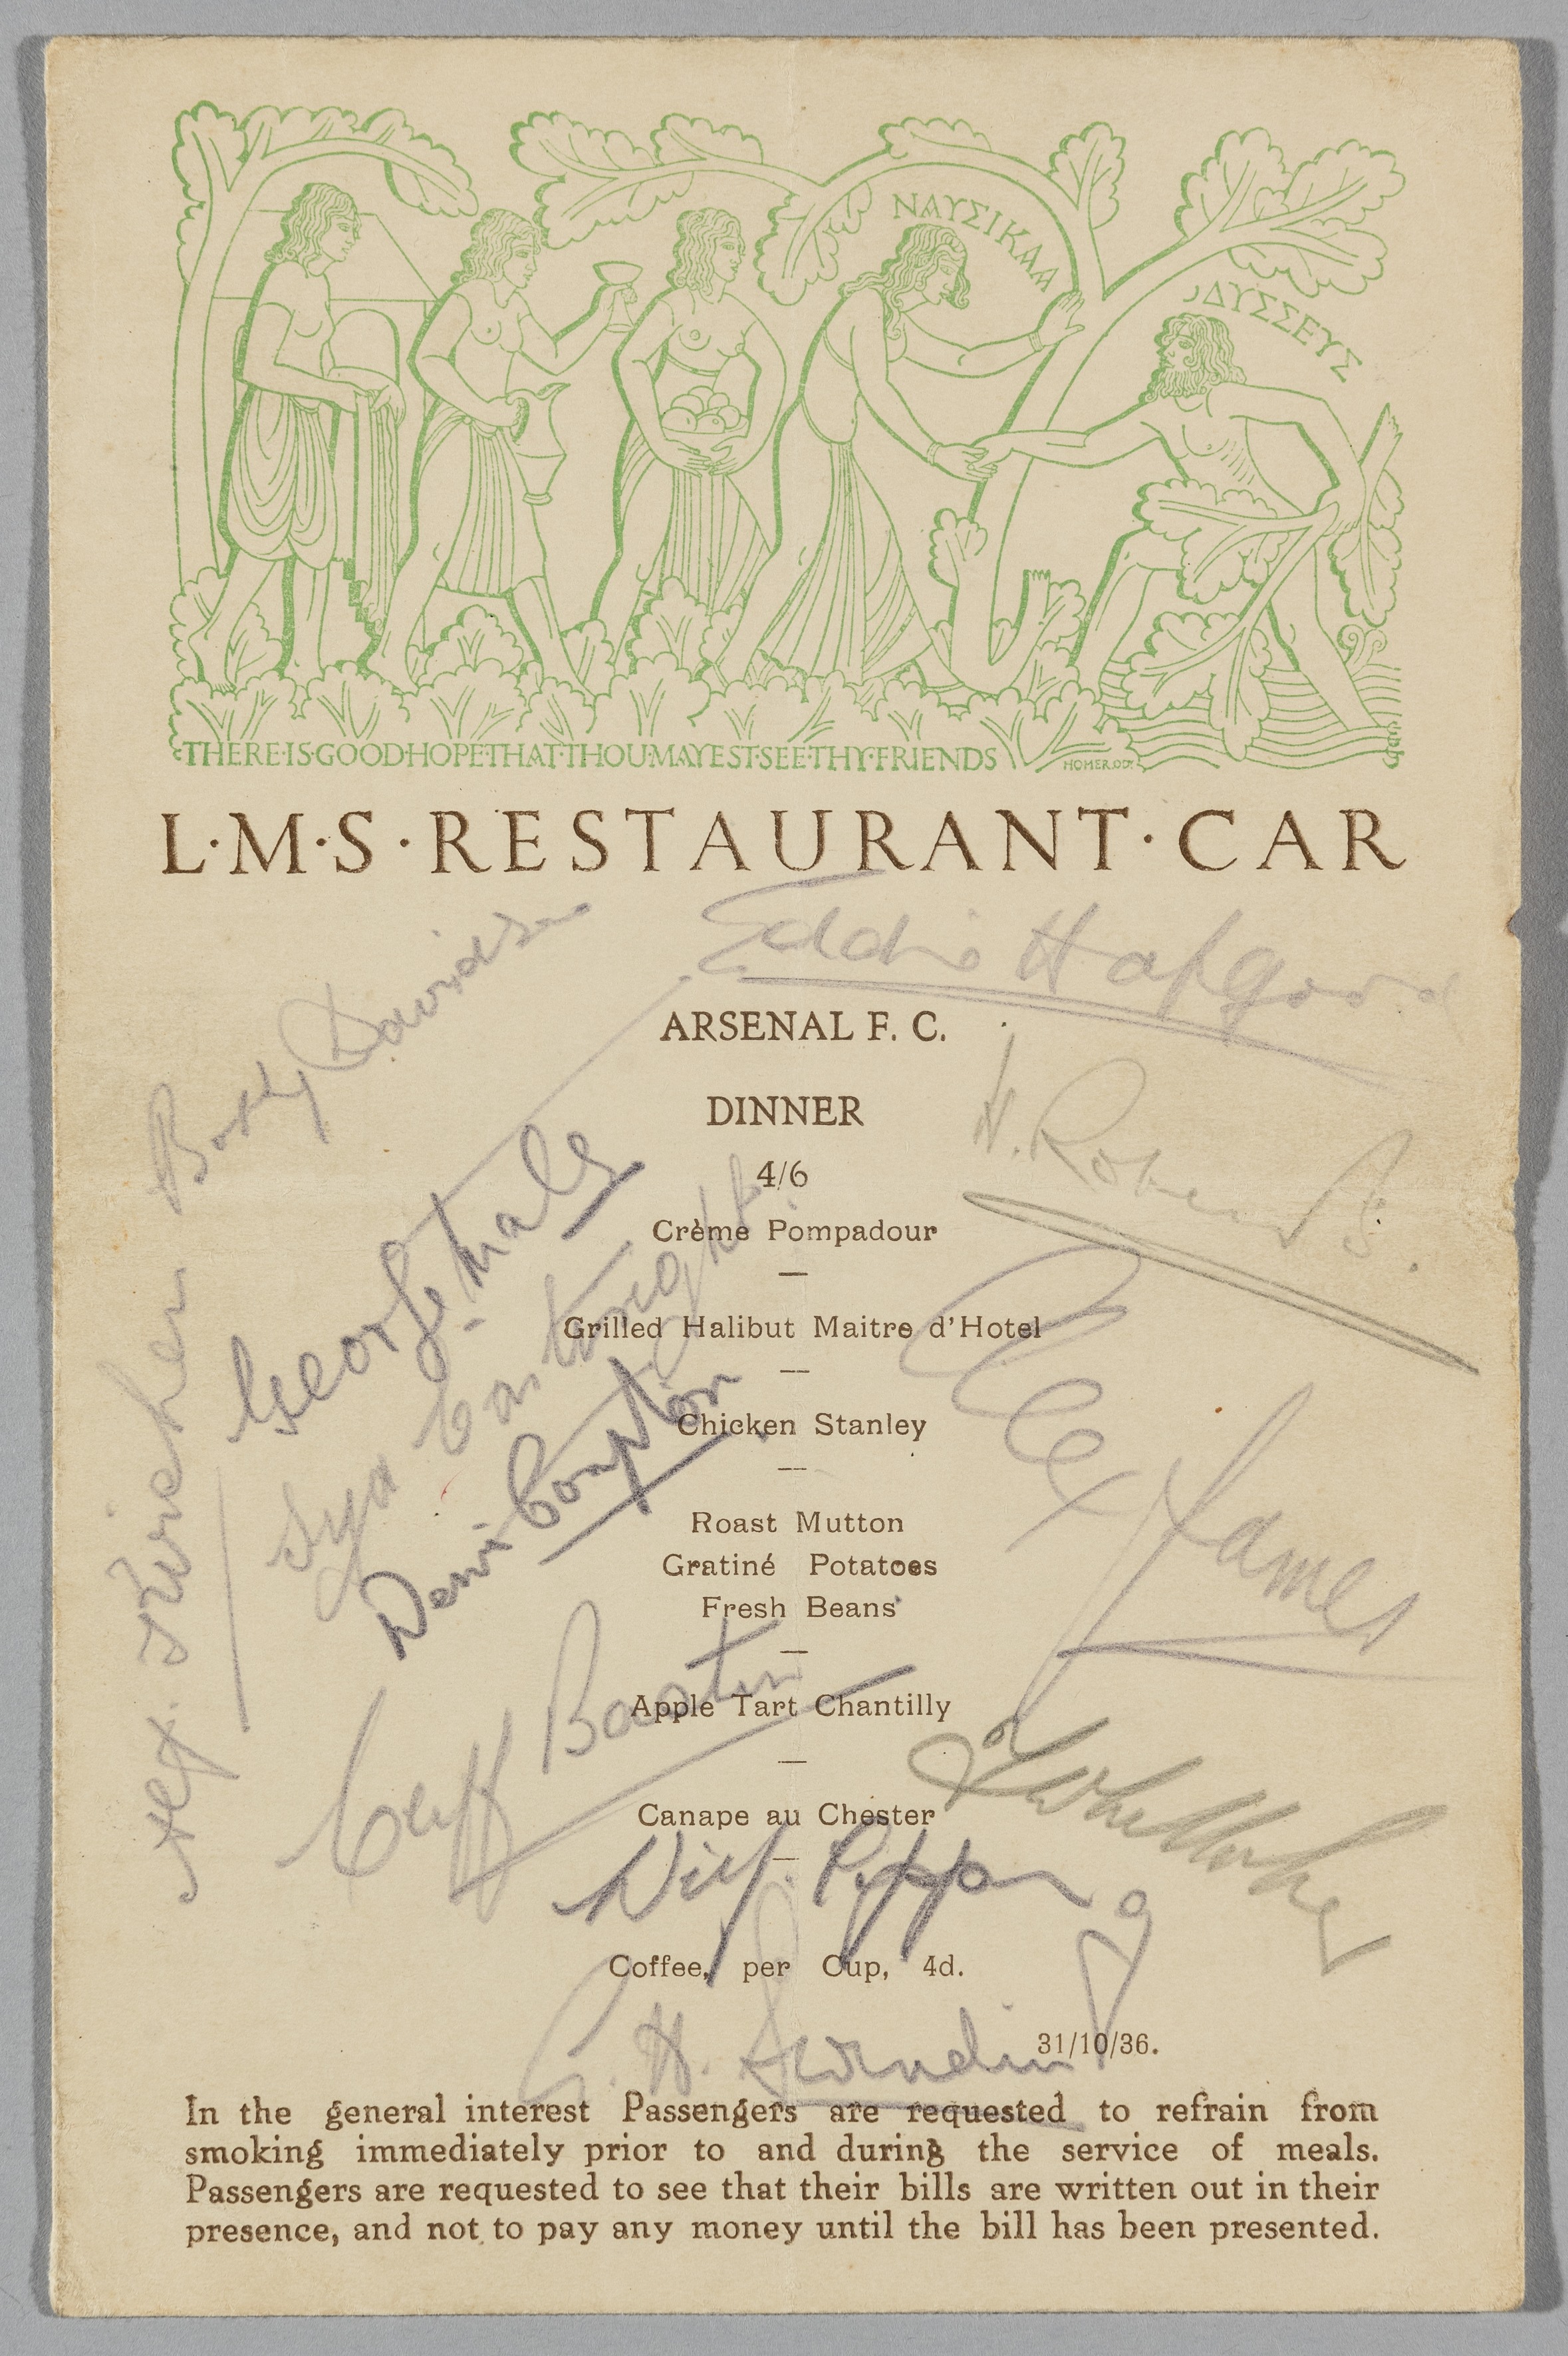 ΝΑΥΣΙΚΑΑ
ΟΔΥΣΣΕΥΣ
THERE·IS·GOOD·HOPE·THAT·THOU·MAYEST·SEE·THY·FRIENDS
HOMER.OD.
L·M·S·RESTAURANT·CAR
Eddie Hapgood
Bobby Davidson
ARSENAL F. C.
DINNER
4/6
H. Roberts.
George Male
Crème Pompadour
—
Grilled Halibut Maitre d'Hotel
—
Syd Cartwright.
Denis Compton
Alex James
Chicken Stanley
—
Roast Mutton
Gratiné Potatoes
Fresh Beans
—
Cliff Bastin
Apple Tart Chantilly
—
Canape au Chester
—
Wilf. Copping
Coffee, per Cup, 4d.
31/10/36.
In the general interest Passengers are requested to refrain from
smoking immediately prior to and during the service of meals.
Passengers are requested to see that their bills are written out in their
presence, and not to pay any money until the bill has been presented.